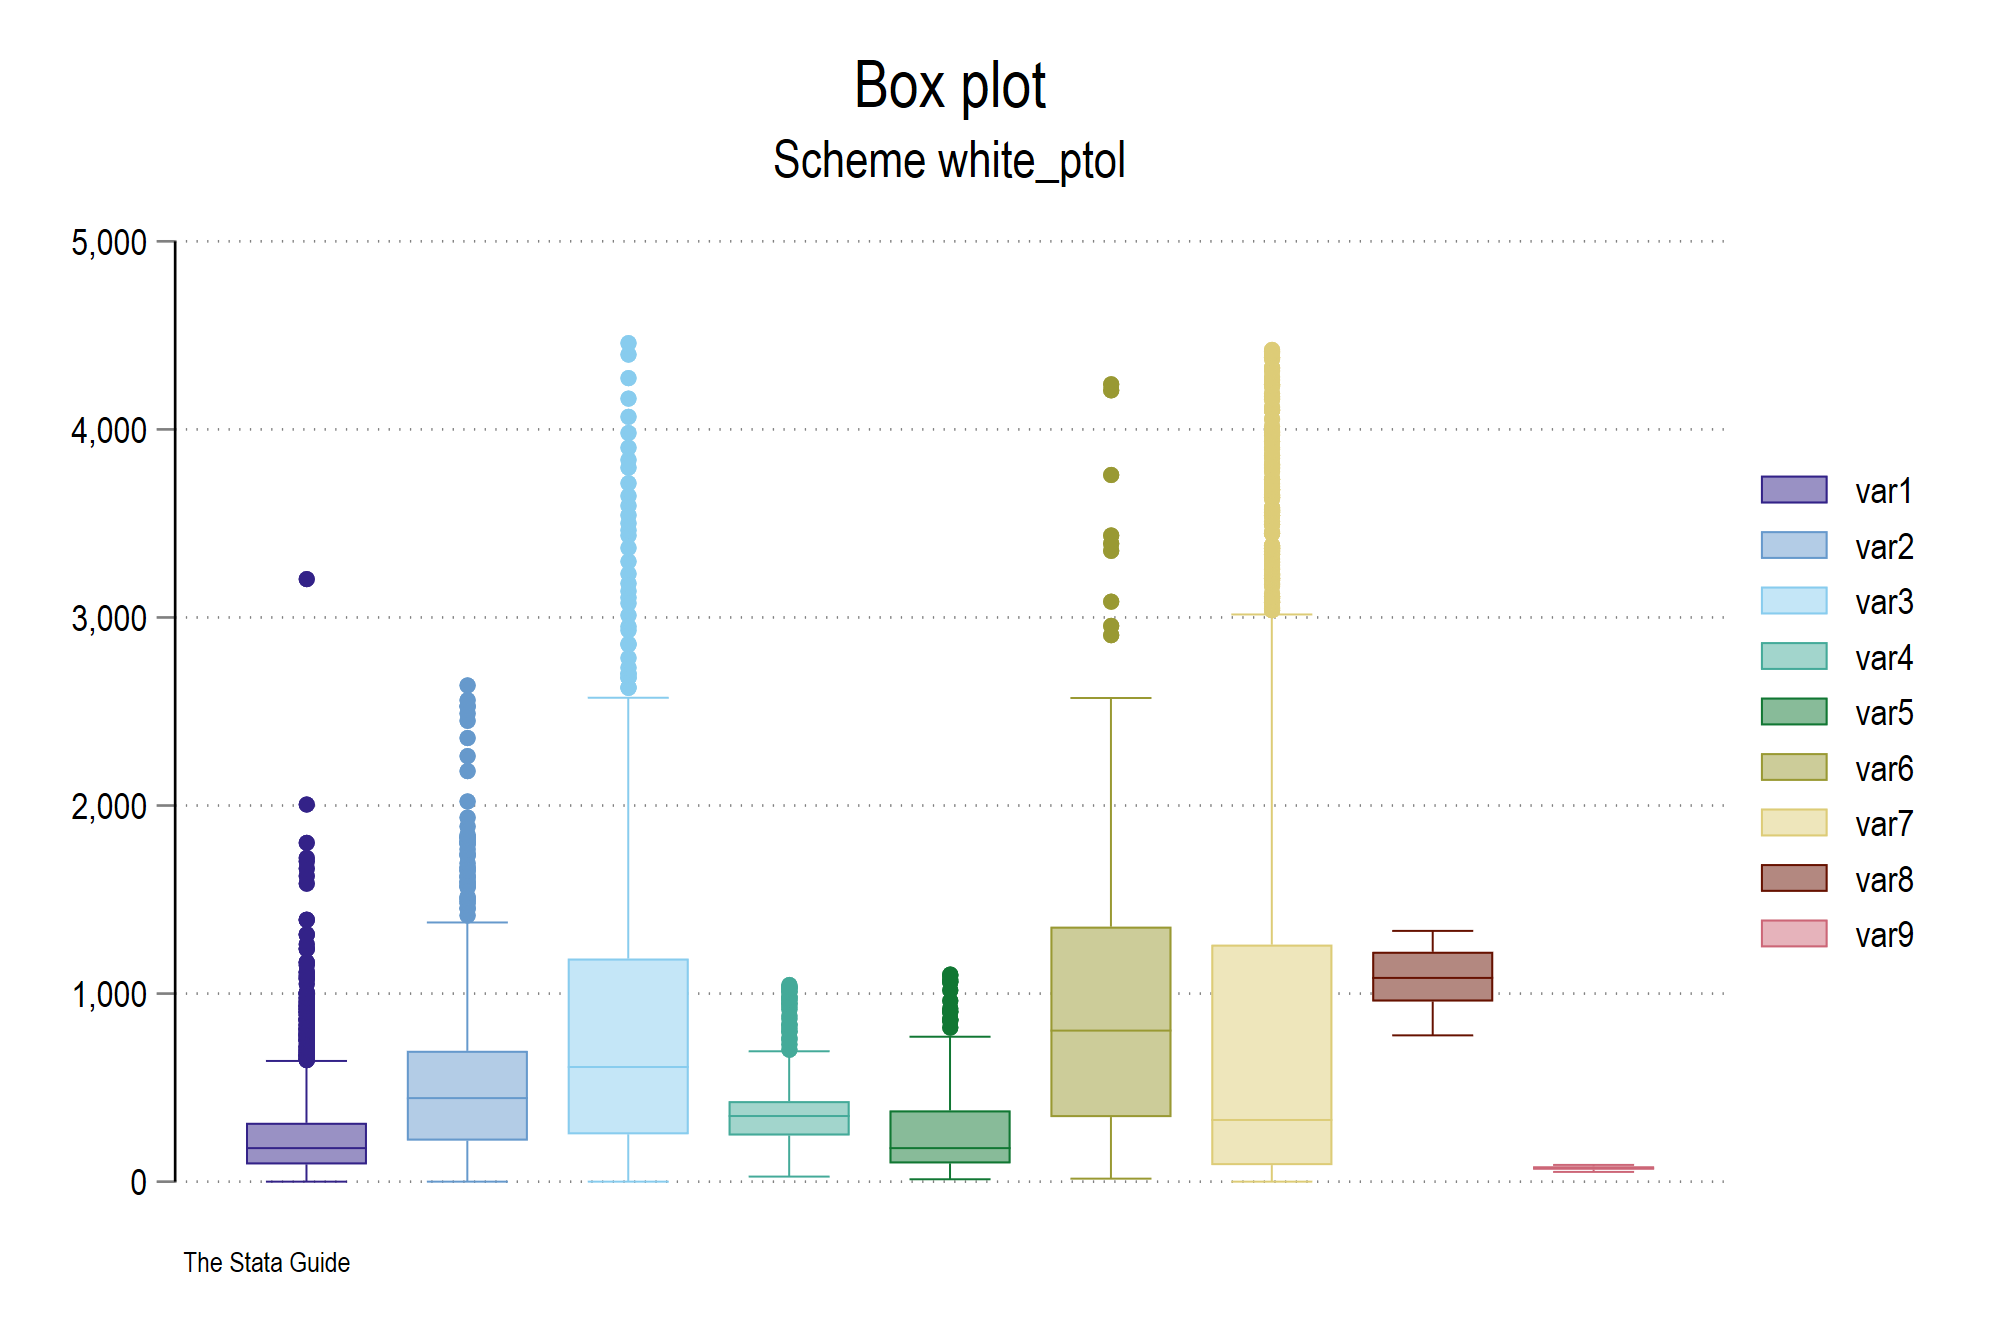 Box plot
Scheme white_ptol
5,000
4,000
3,000
2,000
1,000
0
var1
var2
var3
var4
var5
var6
var7
var8
var9
The Stata Guide